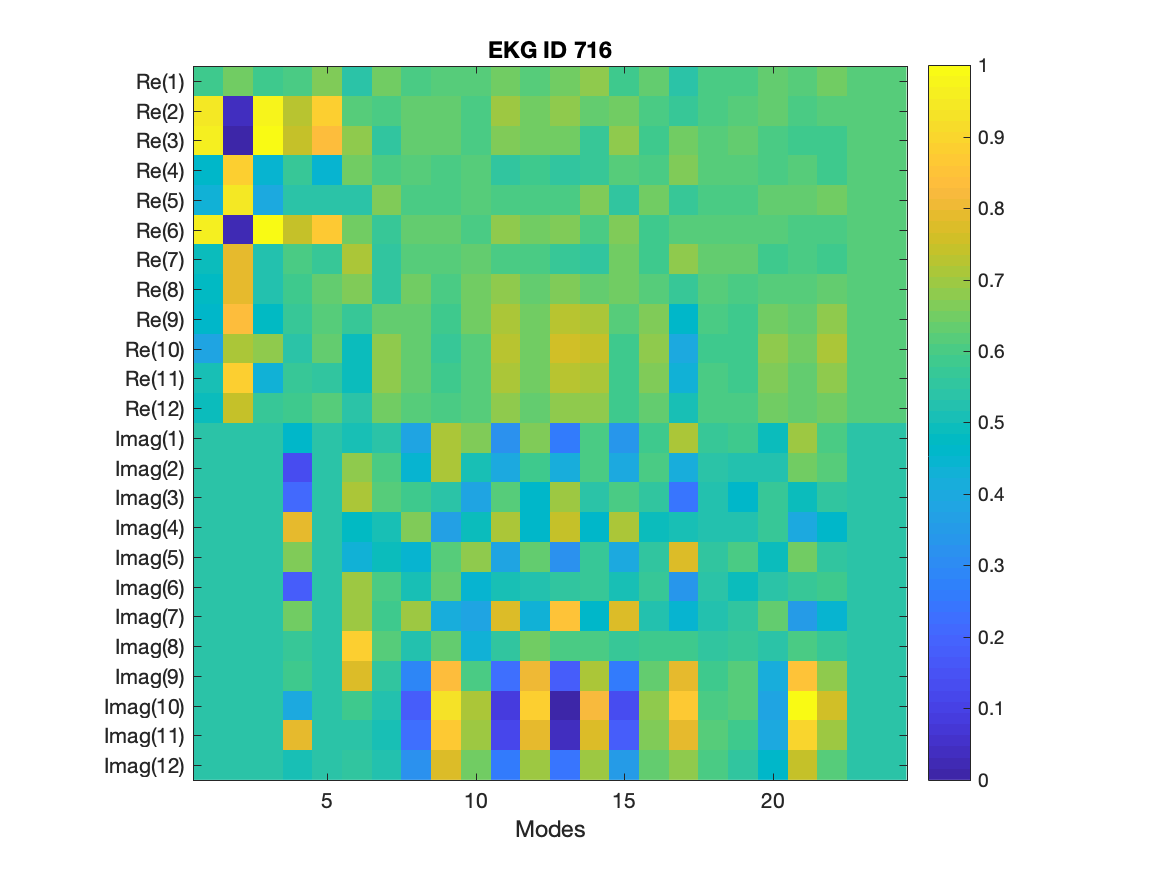 EKG ID 716
Re(1)
Re(2)
Re(3)
Re(4)
Re(5)
Re(6)
Re(7)
Re(8)
Re(9)
Re(10)
Re(11)
Re(12)
Imag(1)
Imag(2)
Imag(3)
Imag(4)
Imag(5)
Imag(6)
Imag(7)
Imag(8)
Imag(9)
Imag(10)
Imag(11)
Imag(12)
5 10 15 20
Modes
1
0.9
0.8
0.7
0.6
0.5
0.4
0.3
0.2
0.1
0